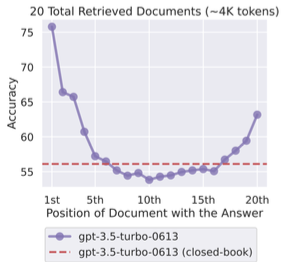 20 Total Retrieved Documents (~4K tokens)
75
70
65
60
55
Accuracy
1st 5th 10th 15th 20th
Position of Document with the Answer
gpt-3.5-turbo-0613
gpt-3.5-turbo-0613 (closed-book)